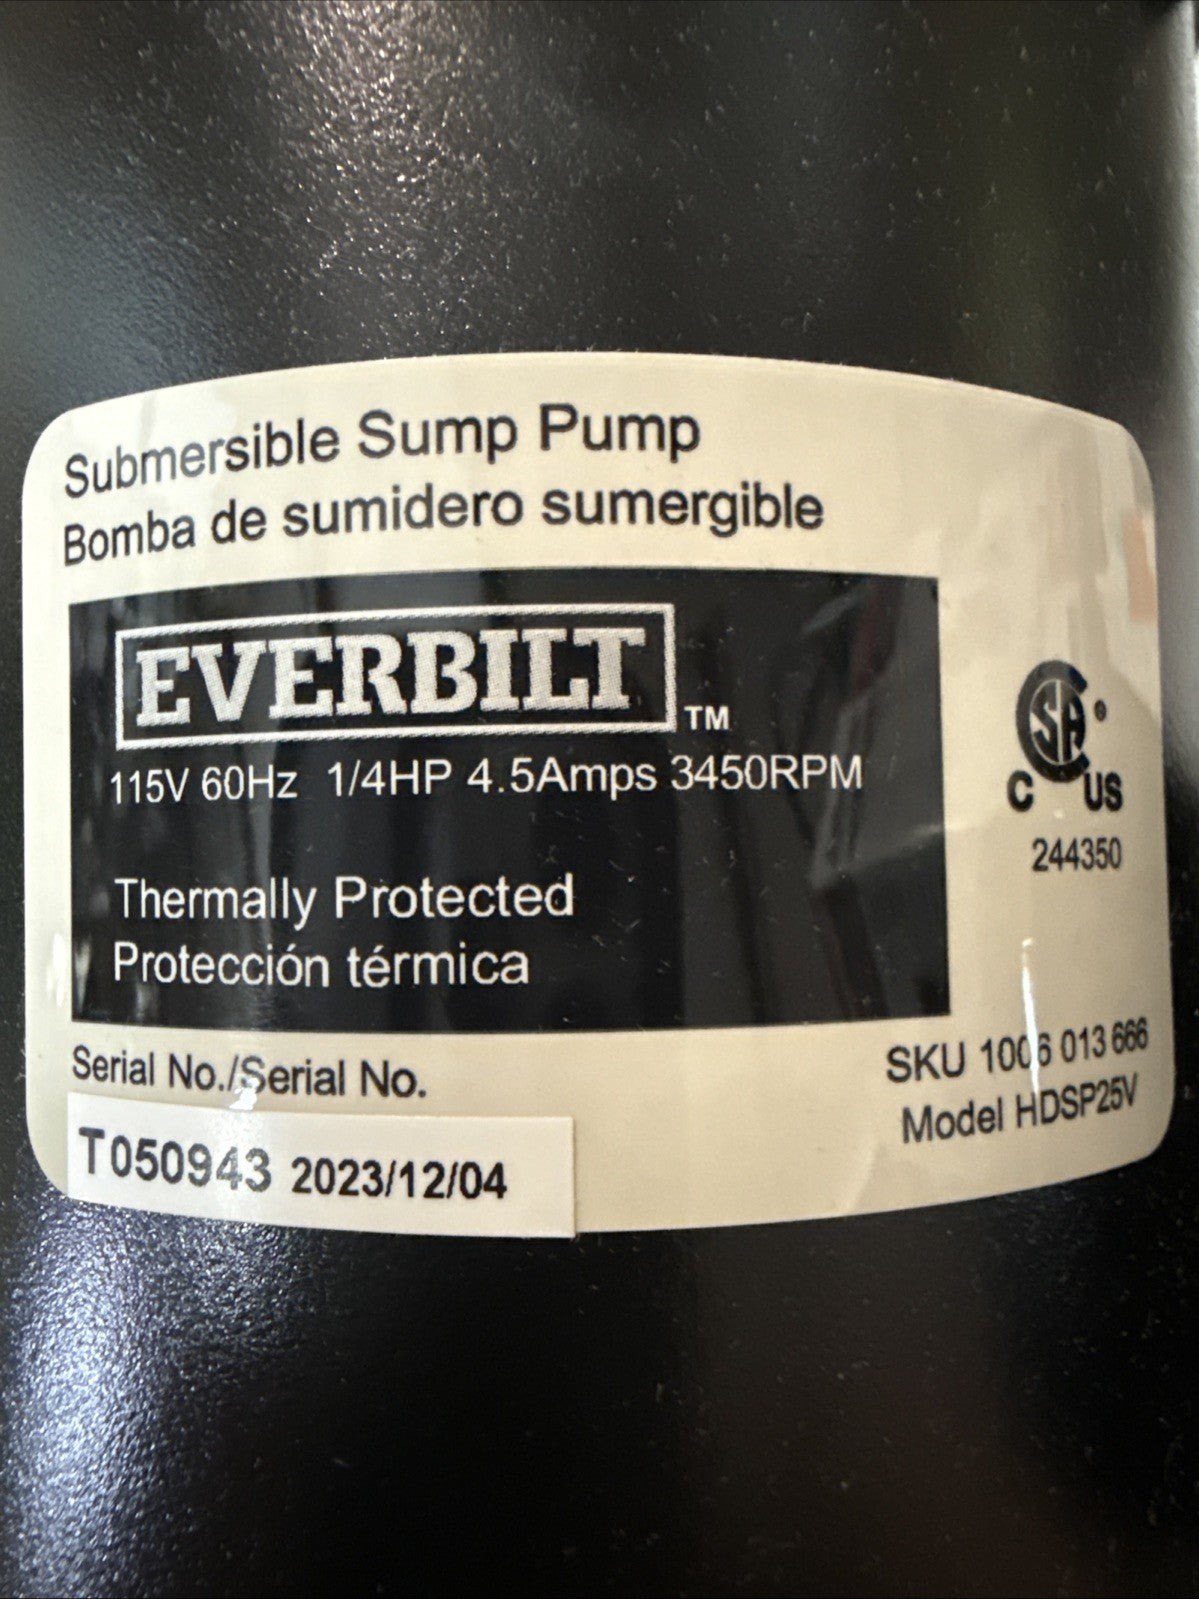 Submersible Sump Pump
Bomba de sumidero sumergible
EVERBILT TM
115V 60Hz 1/4HP 4.5Amps 3450RPM
Thermally Protected
Protección térmica
CSA ®
C US
244350
Serial No./Serial No.
T050943 2023/12/04
SKU 1006 013 666
Model HDSP25V